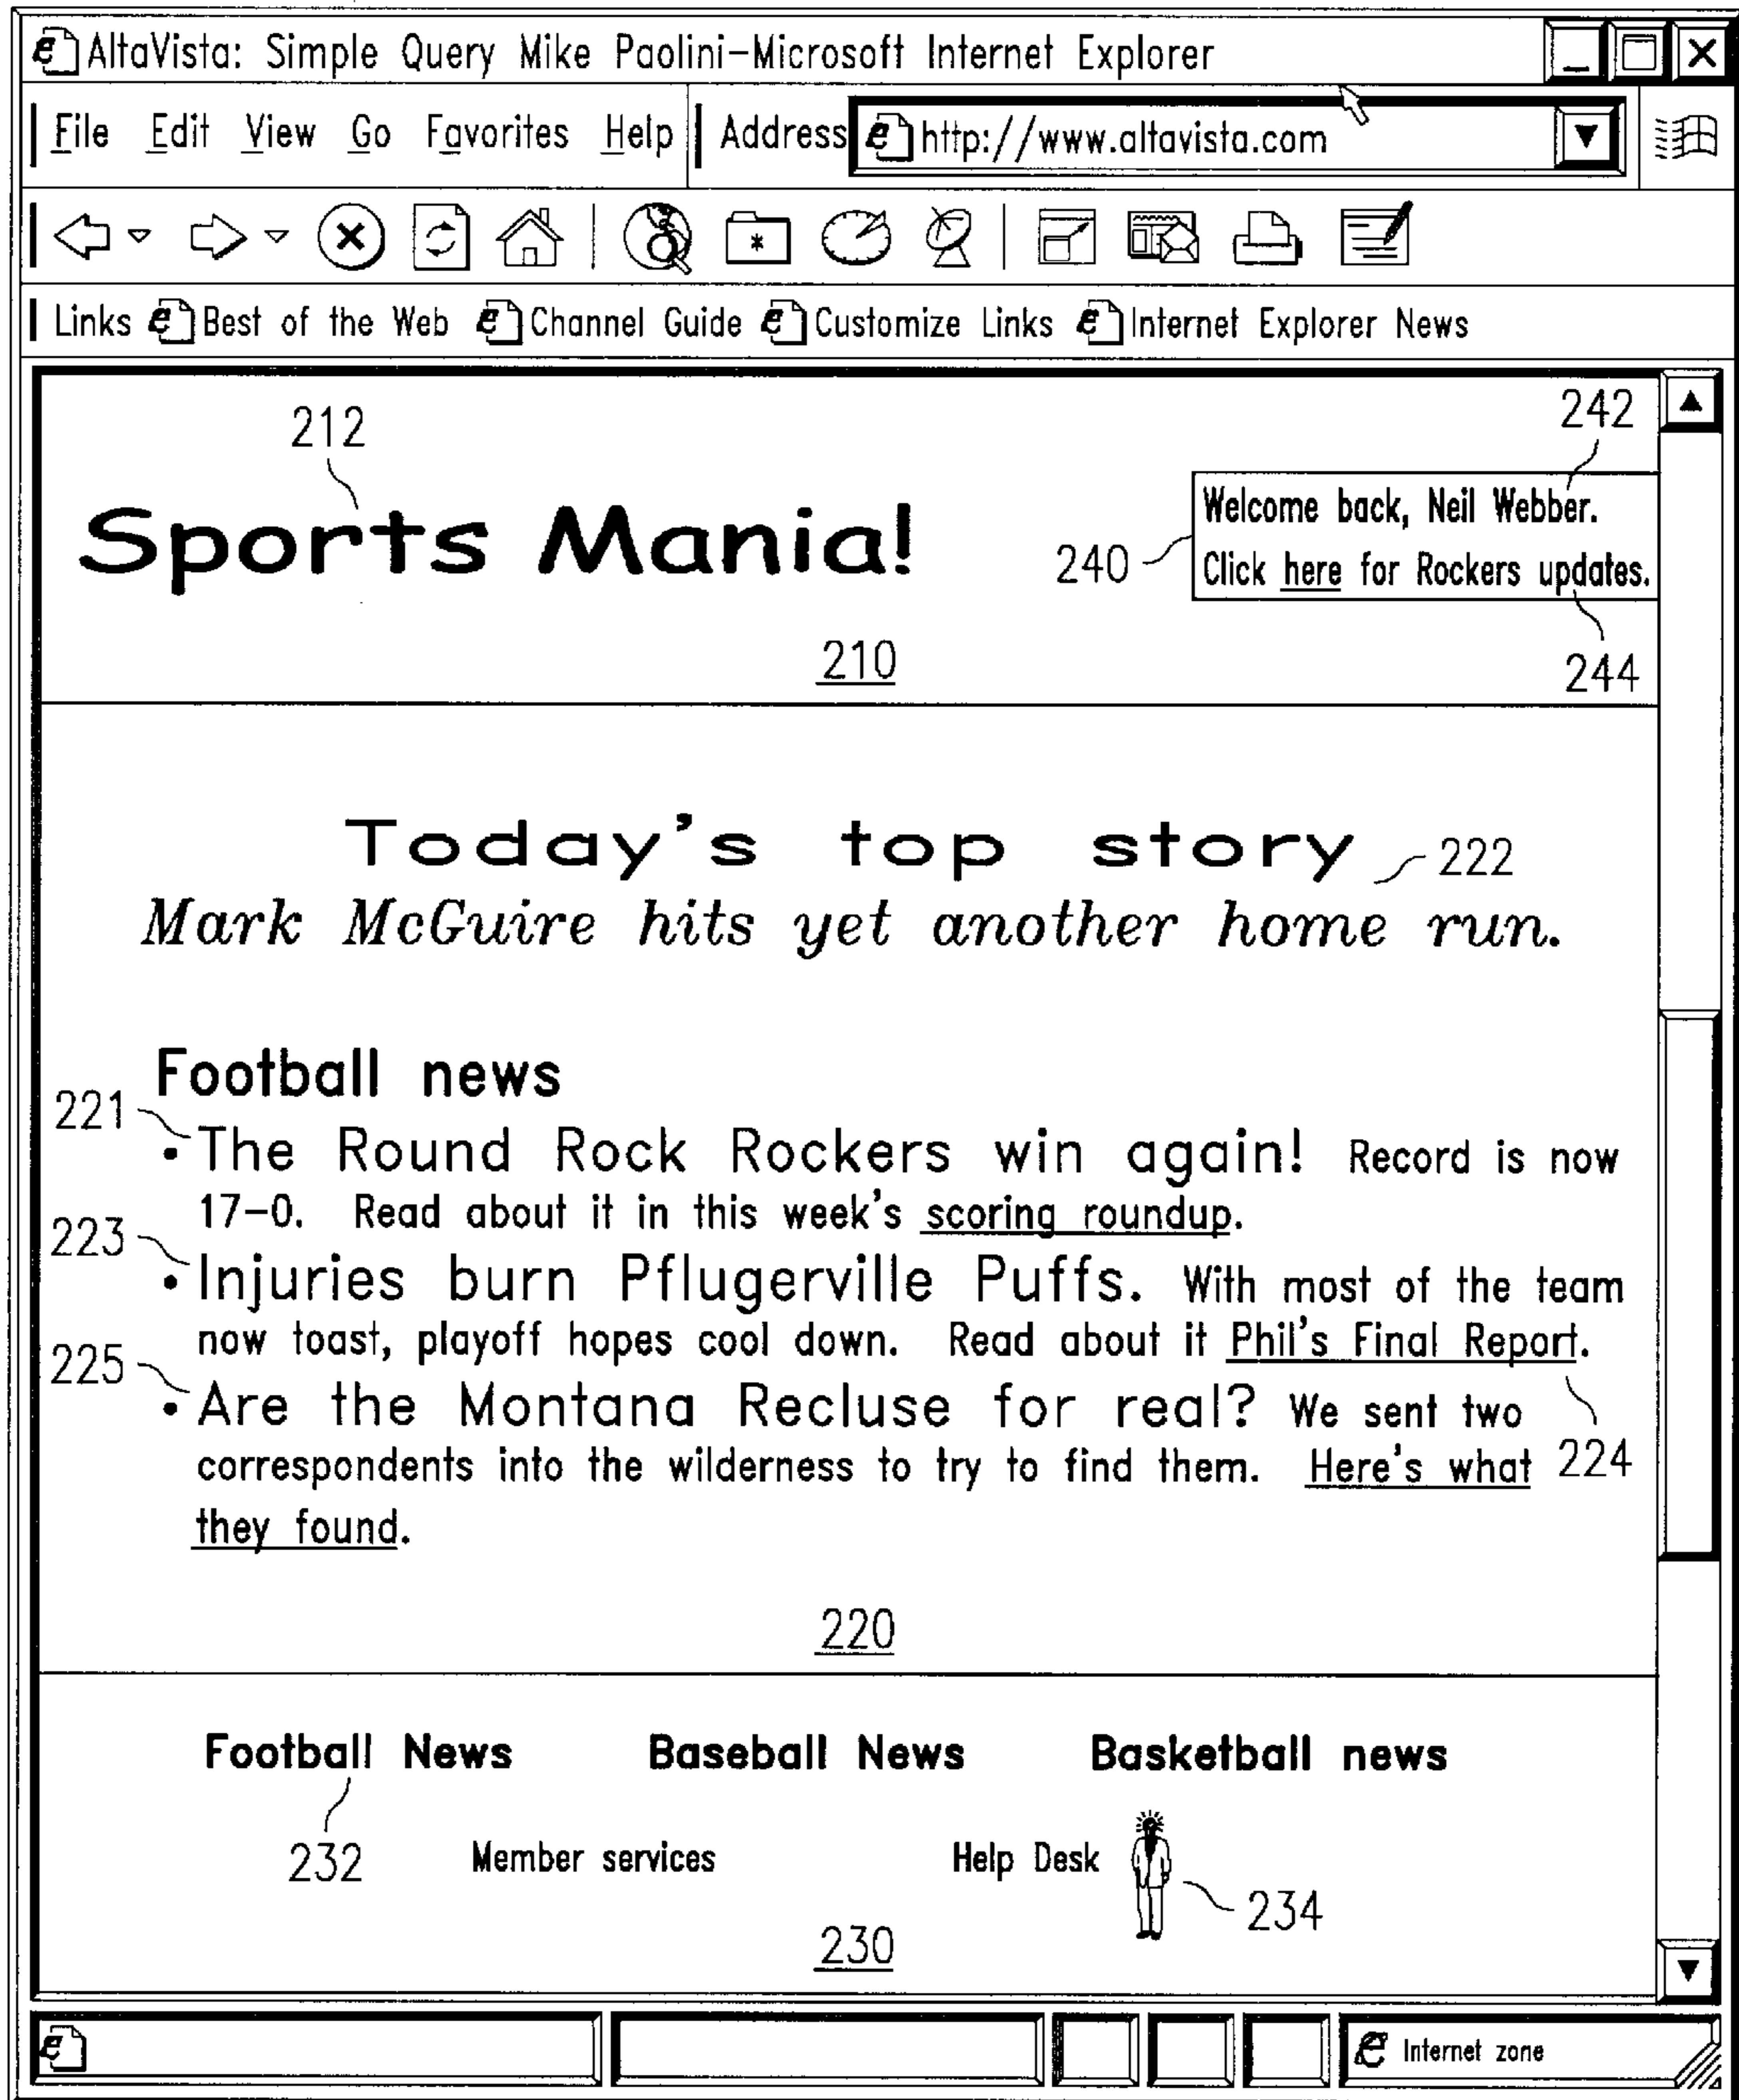 AltaVista: Simple Query Mike Paolini-Microsoft Internet Explorer
File Edit View Go Favorites Help Address http://www.altavista.com
Links Best of the Web Channel Guide Customize Links Internet Explorer News
212
242
Sports Mania!
Welcome back, Neil Webber.
240
Click here for Rockers updates.
210
244
Today's top story
222
Mark McGuire hits yet another home run.
Football news
221
• The Round Rock Rockers win again! Record is now
17-0. Read about it in this week's scoring roundup.
223
• Injuries burn Pflugerville Puffs. With most of the team
now toast, playoff hopes cool down. Read about it Phil's Final Report.
225
• Are the Montana Recluse for real? We sent two
correspondents into the wilderness to try to find them. Here's what
224
they found.
220
Football News Baseball News Basketball news
232
Member services Help Desk
234
230
Internet zone